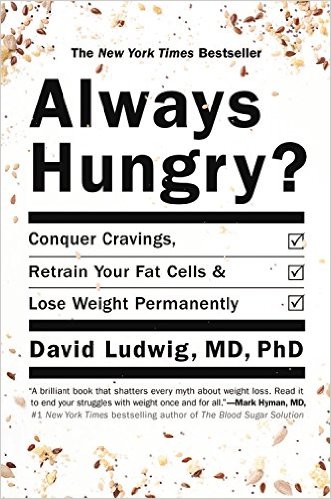 The New York Times Bestseller
Always
Hungry?
Conquer Cravings,
Retrain Your Fat Cells &
Lose Weight Permanently
David Ludwig, MD, PhD
“A brilliant book that shatters every myth about weight loss. Read it
to end your struggles with weight once and for all.”—Mark Hyman, MD,
#1 New York Times bestselling author of The Blood Sugar Solution